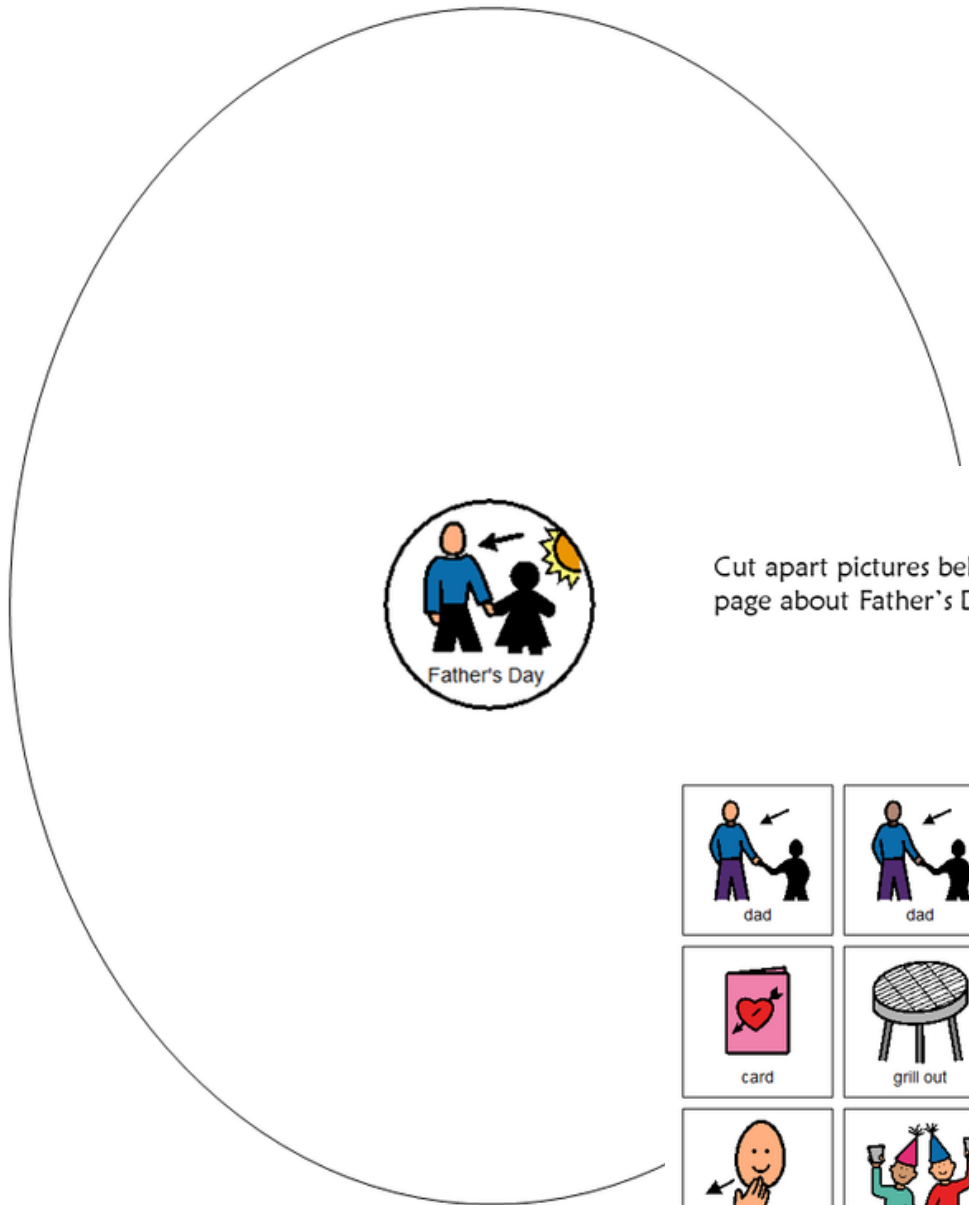 Father's Day
Cut apart pictures bel
page about Father's D
dad
dad
card
grill out